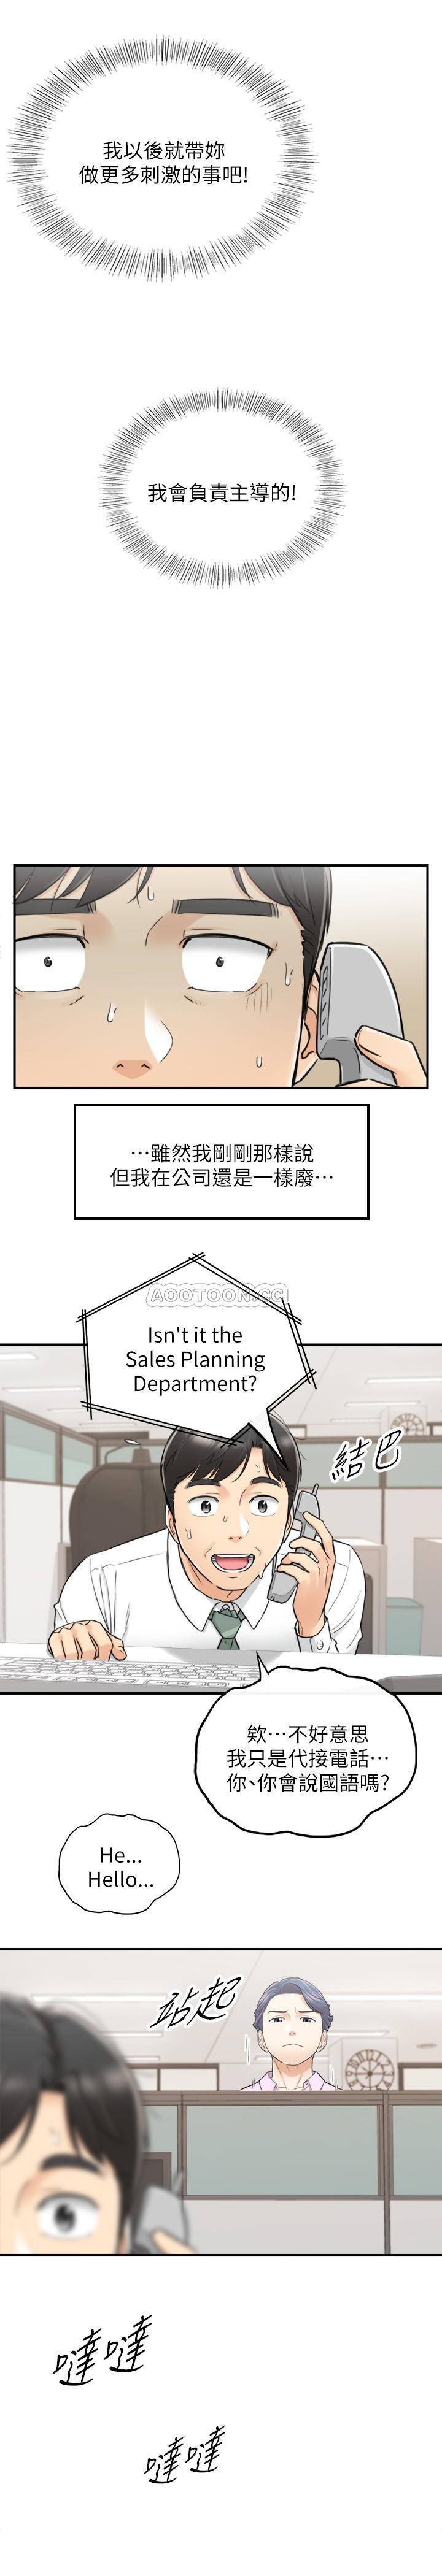 我以後就帶妳
做更多刺激的事吧!
我會負責主導的!
…雖然我剛剛那樣說
但我在公司還是一樣廢…
AOOTOON.CC
Isn't it the
Sales Planning
Department?
結巴
欸…不好意思
我只是代接電話…
你、你會說國語嗎?
He...
Hello...
站起
噠噠
噠噠